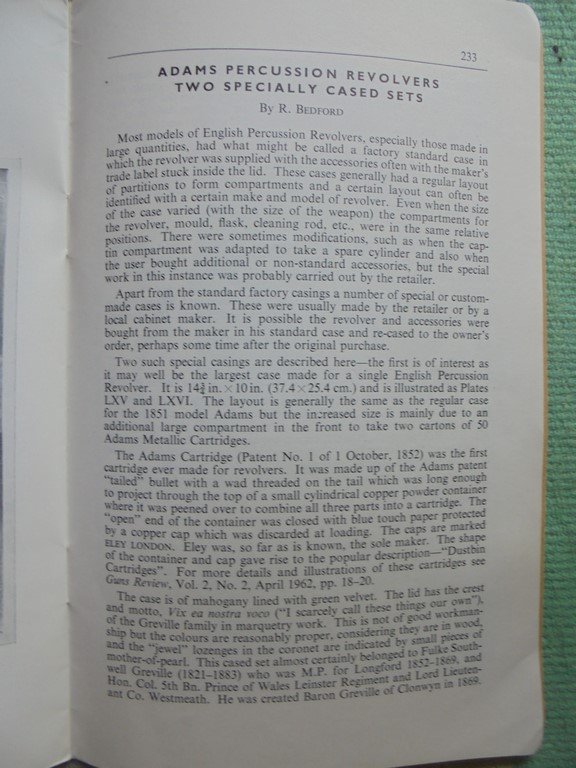 233
ADAMS PERCUSSION REVOLVERS
TWO SPECIALLY CASED SETS
By R. BEDFORD
Most models of English Percussion Revolvers, especially those made in
large quantities, had what might be called a factory standard case in
which the revolver was supplied with the accessories often with the maker's
trade label stuck inside the lid. These cases generally had a regular layout
of partitions to form compartments and a certain layout can often be
identified with a certain make and model of revolver. Even when the size
of the case varied (with the size of the weapon) the compartments for
the revolver, mould, flask, cleaning rod, etc., were in the same relative
positions. There were sometimes modifications, such as when the cap-
tin compartment was adapted to take a spare cylinder and also when
the user bought additional or non-standard accessories, but the special
work in this instance was probably carried out by the retailer.
Apart from the standard factory casings a number of special or custom-
made cases is known. These were usually made by the retailer or by a
local cabinet maker. It is possible the revolver and accessories were
bought from the maker in his standard case and re-cased to the owner's
order, perhaps some time after the original purchase.
Two such special casings are described here—the first is of interest as
it may well be the largest case made for a single English Percussion
Revolver. It is 14¾ in. × 10 in. (37.4 × 25.4 cm.) and is illustrated as Plates
LXV and LXVI. The layout is generally the same as the regular case
for the 1851 model Adams but the increased size is mainly due to an
additional large compartment in the front to take two cartons of 50
Adams Metallic Cartridges.
The Adams Cartridge (Patent No. 1 of 1 October, 1852) was the first
cartridge ever made for revolvers. It was made up of the Adams patent
"tailed" bullet with a wad threaded on the tail which was long enough
to project through the top of a small cylindrical copper powder container
where it was peened over to combine all three parts into a cartridge. The
"open" end of the container was closed with blue touch paper protected
by a copper cap which was discarded at loading. The caps are marked
ELEY LONDON. Eley was, so far as is known, the sole maker. The shape
of the container and cap gave rise to the popular description—"Dustbin
Cartridges". For more details and illustrations of these cartridges see
Guns Review, Vol. 2, No. 2, April 1962, pp. 18–20.
The case is of mahogany lined with green velvet. The lid has the crest
and motto, Vix ea nostra voco ("I scarcely call these things our own"),
of the Greville family in marquetry work. This is not of good workman-
ship but the colours are reasonably proper, considering they are in wood,
and the "jewel" lozenges in the coronet are indicated by small pieces of
mother-of-pearl. This cased set almost certainly belonged to Fulke South-
well Greville (1821–1883) who was M.P. for Longford 1852–1869, and
Hon. Col. 5th Bn. Prince of Wales Leinster Regiment and Lord Lieuten-
ant Co. Westmeath. He was created Baron Greville of Clonwyn in 1869.